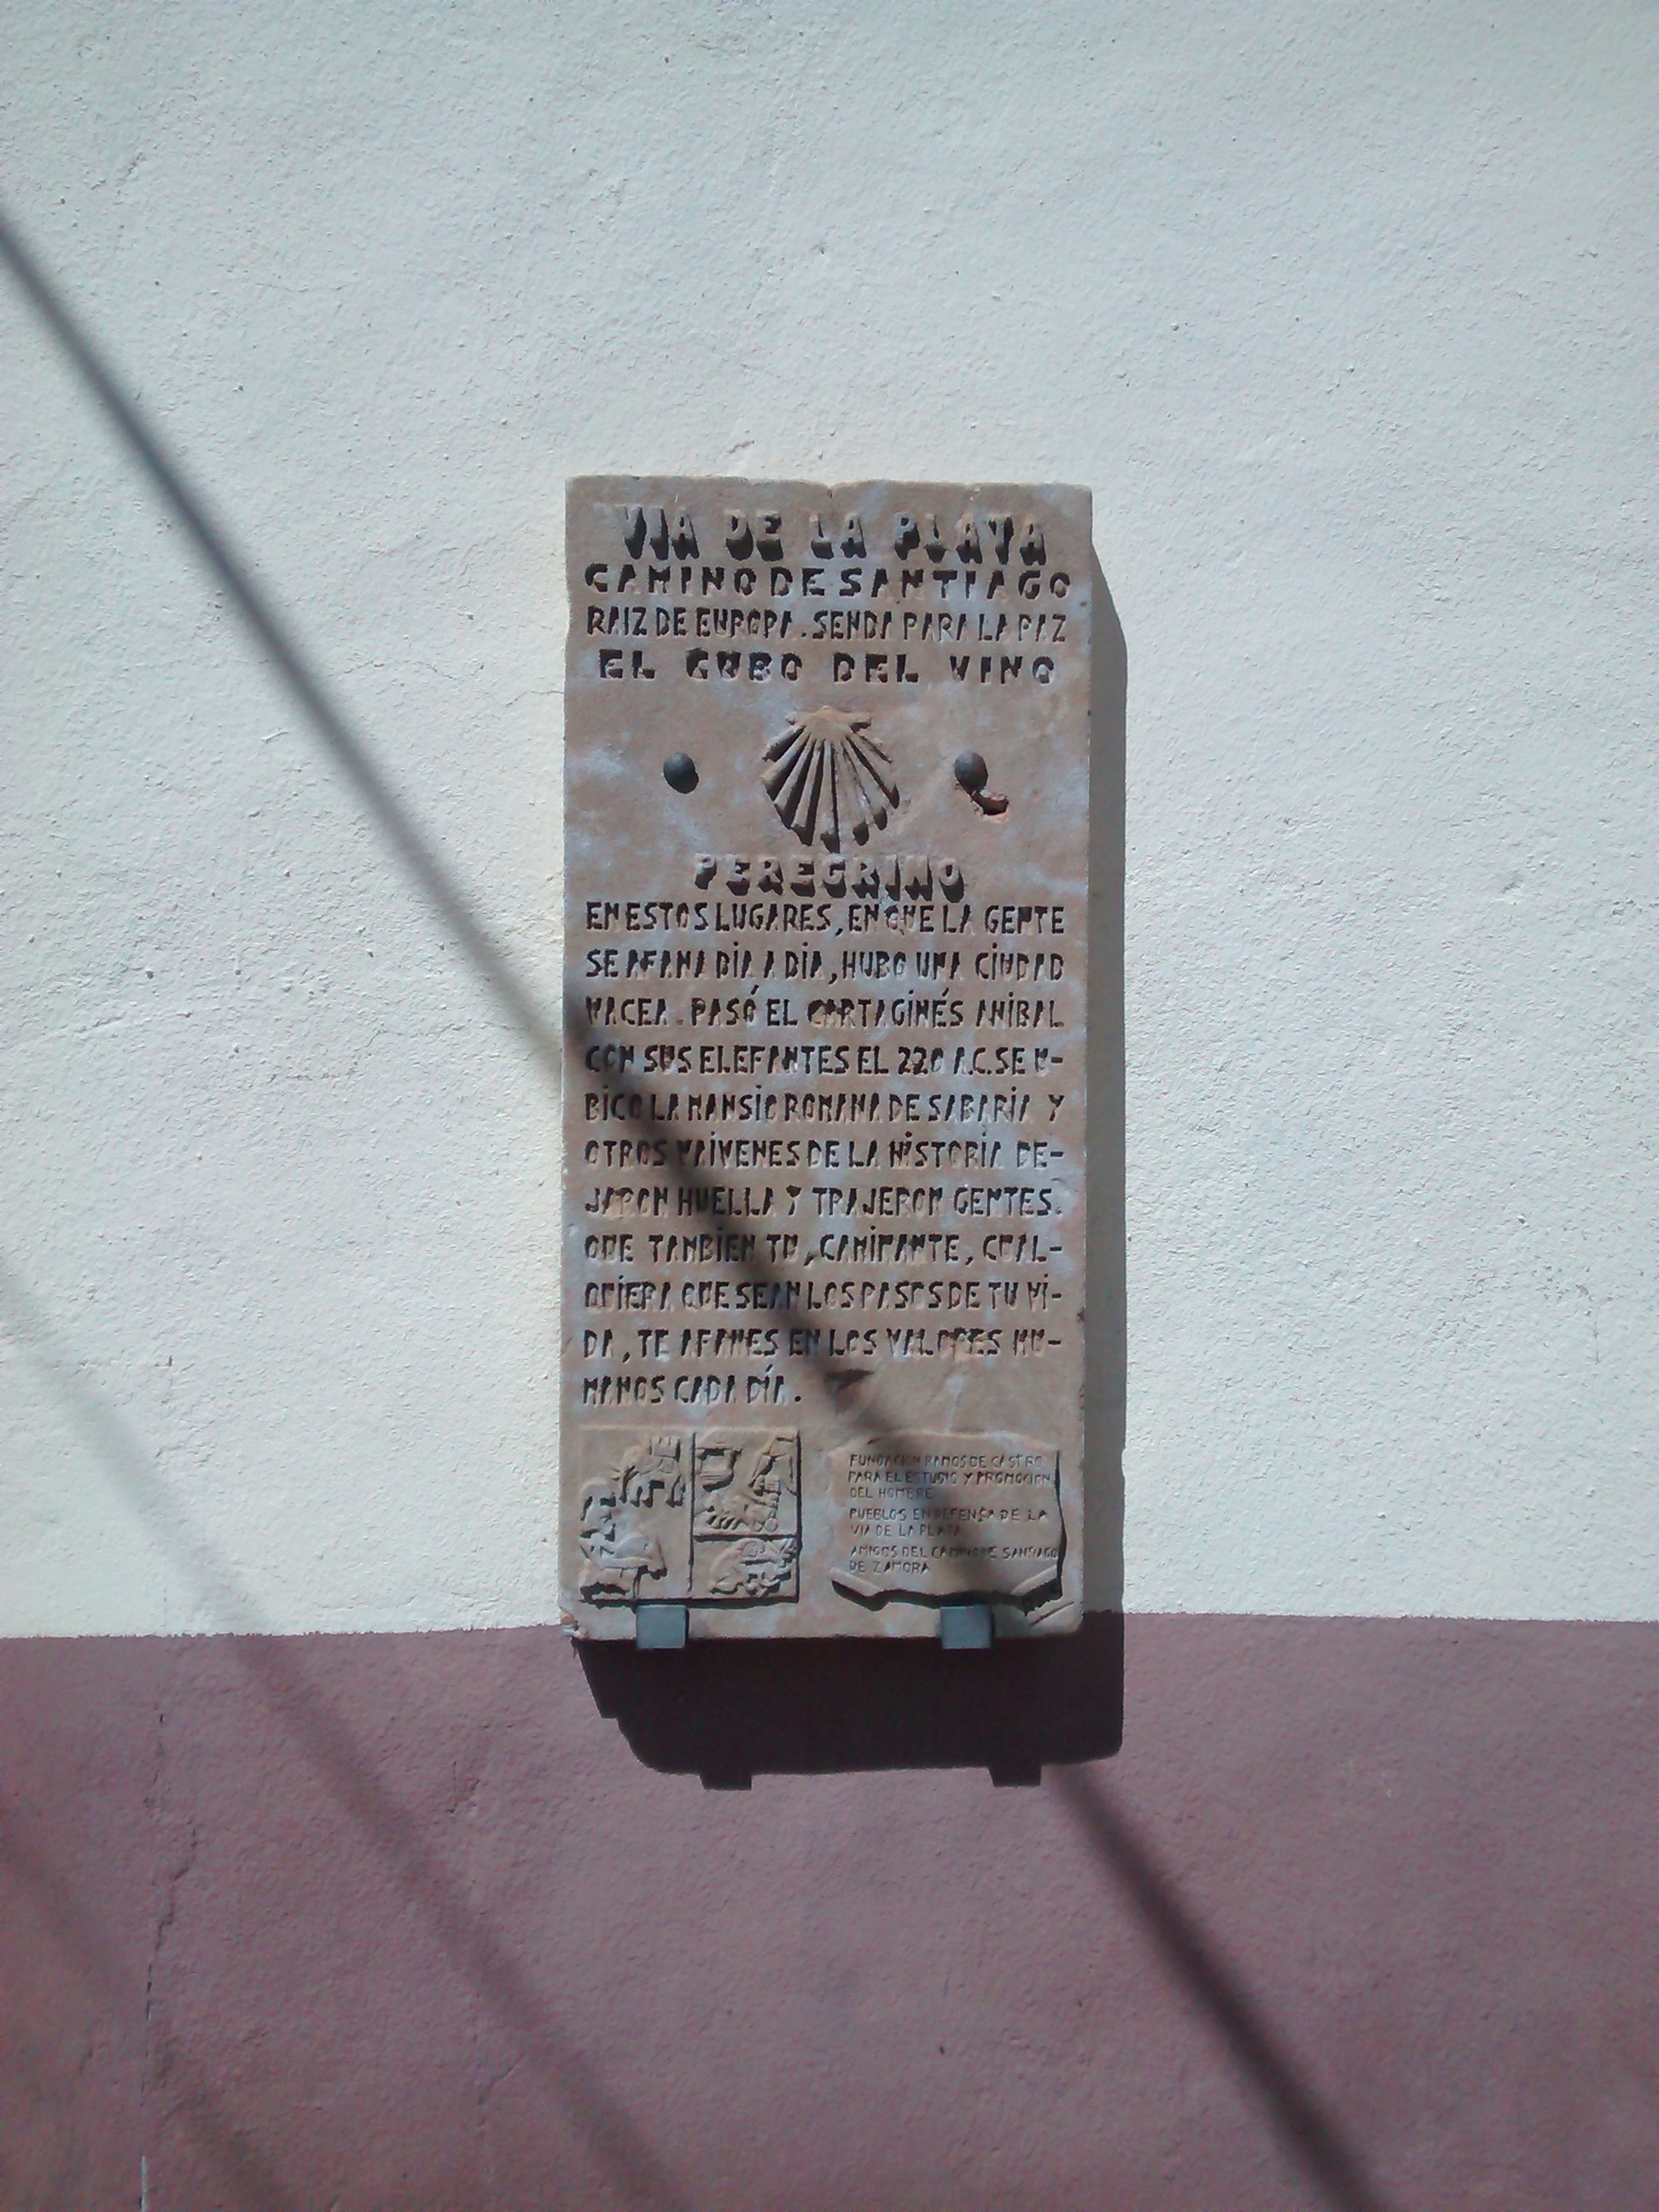 VIA DE LA PLATA
CAMINO DE SANTIAGO
RAIZ DE EUROPA. SENDA PARA LA PAZ
EL CUBO DEL VINO
PEREGRINO
EN ESTOS LUGARES, EN QUE LA GENTE
SE AFANA DIA A DIA, HUBO UNA CIUDAD
VACEA. PASÓ EL CARTAGINÉS ANIBAL
CON SUS ELEFANTES EL 220 A.C. SE U-
BICO LA MANSIO ROMANA DE SABARIA Y
OTROS VAIVENES DE LA HISTORIA DE-
JARON HUELLA Y TRAJERON GENTES.
QUE TAMBIEN TU, CAMINANTE, CUAL-
QUIERA QUE SEAN LOS PASOS DE TU VI-
DA, TE AFANES EN LOS VALORES HU-
MANOS CADA DÍA.
FUNDACION RAMOS DE CASTRO
PARA EL ESTUDIO Y PROMOCION
DEL HOMBRE
PUEBLOS EN DEFENSA DE LA
VIA DE LA PLATA
AMIGOS DEL CAMINO DE SANTIAGO
DE ZAMORA